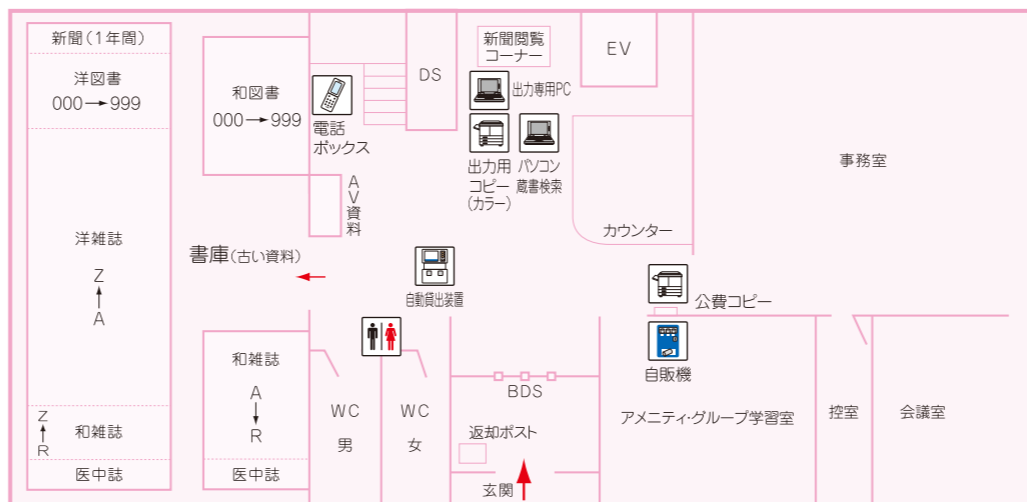 新聞(1年間)
洋図書
000→999
洋雑誌
Z
A
Z
R
和雑誌
医中誌
和図書
000→999
書庫(古い資料)
和雑誌
A
R
医中誌
電話
ボックス
AV資料
DS
新聞閲覧
コーナー
出力専用PC
出力用
コピー
(カラー)
パソコン
蔵書検索
EV
事務室
カウンター
自動貸出装置
公費コピー
自販機
WC
男
WC
女
BDS
返却ポスト
玄関
アメニティ・グループ学習室
控室
会議室